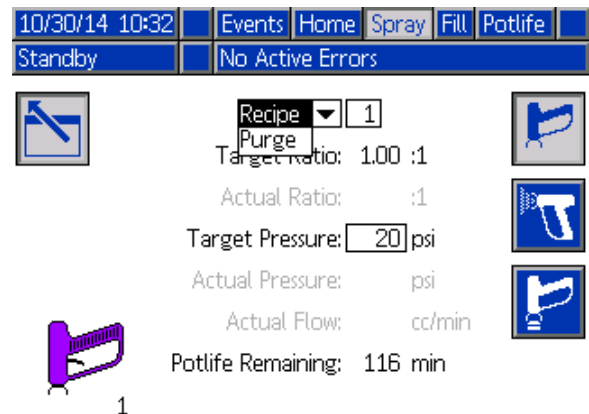 10/30/14 10:32 Events Home Spray Fill Potlife
Standby No Active Errors
Recipe 1
Purge
Target Ratio: 1.00 :1
Actual Ratio: :1
Target Pressure: 20 psi
Actual Pressure: psi
Actual Flow: cc/min
Potlife Remaining: 116 min
1